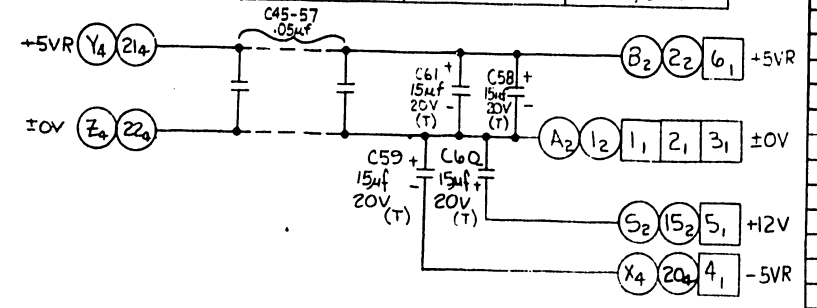 C45-57
.05µf
+5VR Y4 214
B2 22 61 +5VR
C61 +
15µf
20V -
(T)
C58 +
15µf
20V -
(T)
±0V Z4 224
A2 12 11 21 31 ±0V
C59 +
15µf -
20V
(T)
C60
15µf +
20V
(T)
S2 152 51 +12V
X4 204 41 -5VR